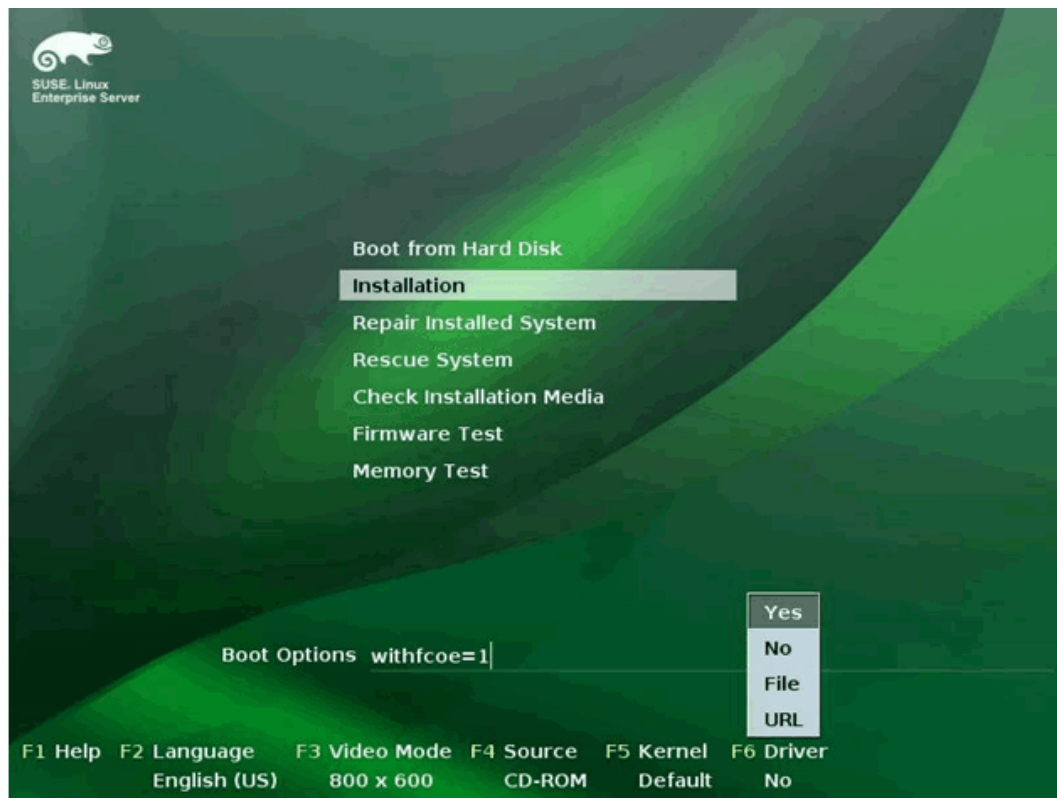 SUSE. Linux
Enterprise Server
Boot from Hard Disk
Installation
Repair Installed System
Rescue System
Check Installation Media
Firmware Test
Memory Test
Boot Options withfcoe=1
Yes
No
File
URL
F1 Help F2 Language F3 Video Mode F4 Source F5 Kernel F6 Driver
English (US) 800 x 600 CD-ROM Default No